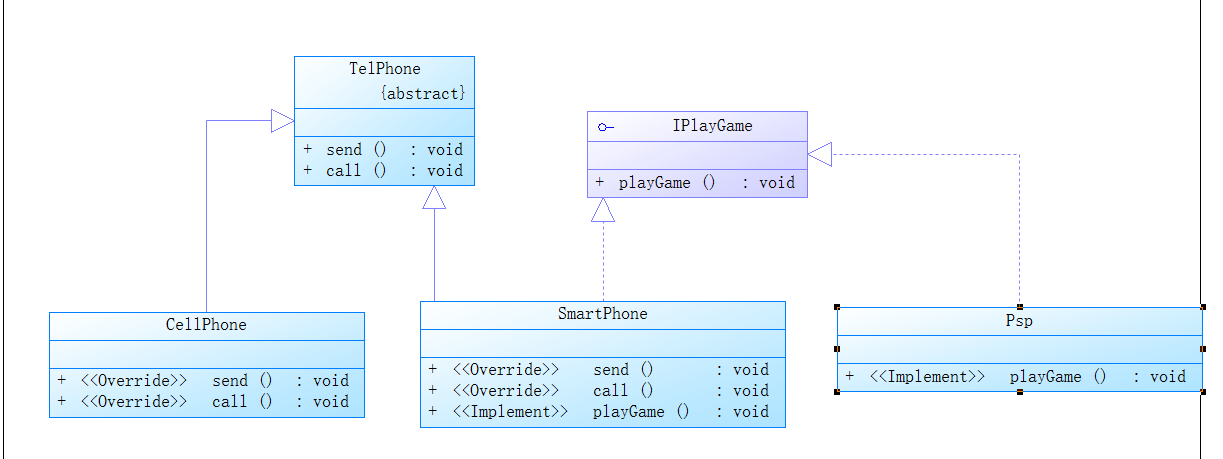 TelPhone
{abstract}
+ send () : void
+ call () : void
IPlayGame
+ playGame () : void
CellPhone
+ <<Override>> send () : void
+ <<Override>> call () : void
SmartPhone
+ <<Override>> send () : void
+ <<Override>> call () : void
+ <<Implement>> playGame () : void
Psp
+ <<Implement>> playGame () : void